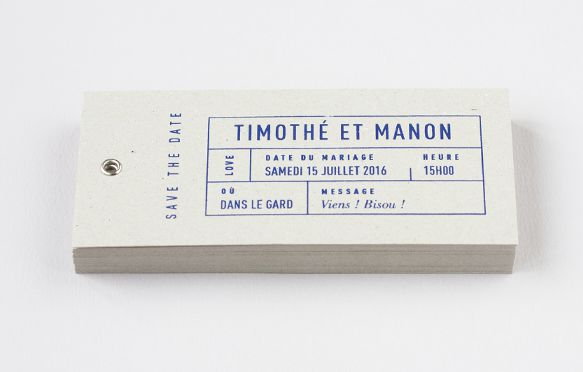 SAVE THE DATE
TIMOTHÉ ET MANON
LOVE
DATE DU MARIAGE
SAMEDI 15 JUILLET 2016
HEURE
15H00
OÙ
DANS LE GARD
MESSAGE
Viens ! Bisou !